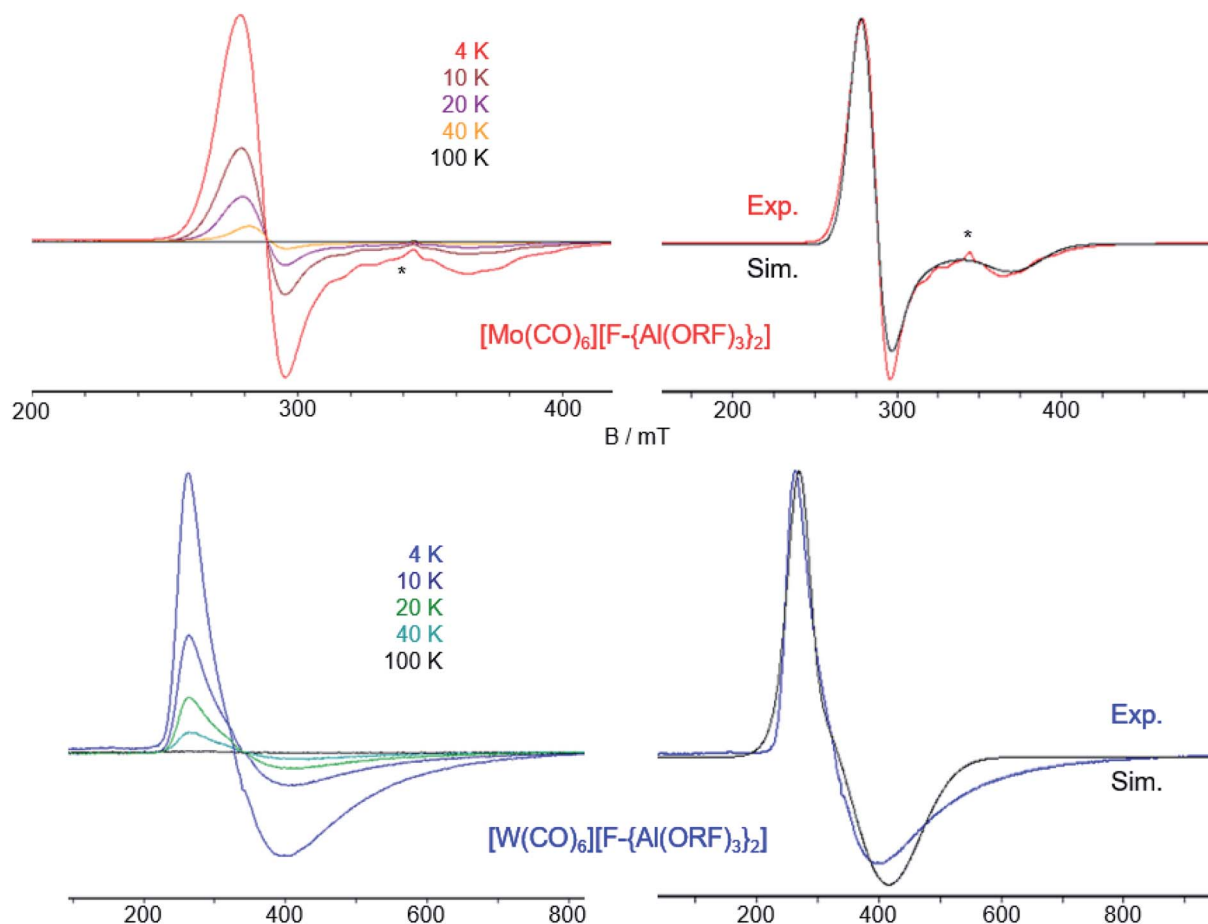 4 K
10 K
20 K
40 K
100 K
*
200 300 400
Exp.
Sim.
*
200 300 400
[Mo(CO)₆][F-{Al(ORF)₃}₂]
B / mT
4 K
10 K
20 K
40 K
100 K
200 400 600 800
Exp.
Sim.
200 400 600 800
[W(CO)₆][F-{Al(ORF)₃}₂]